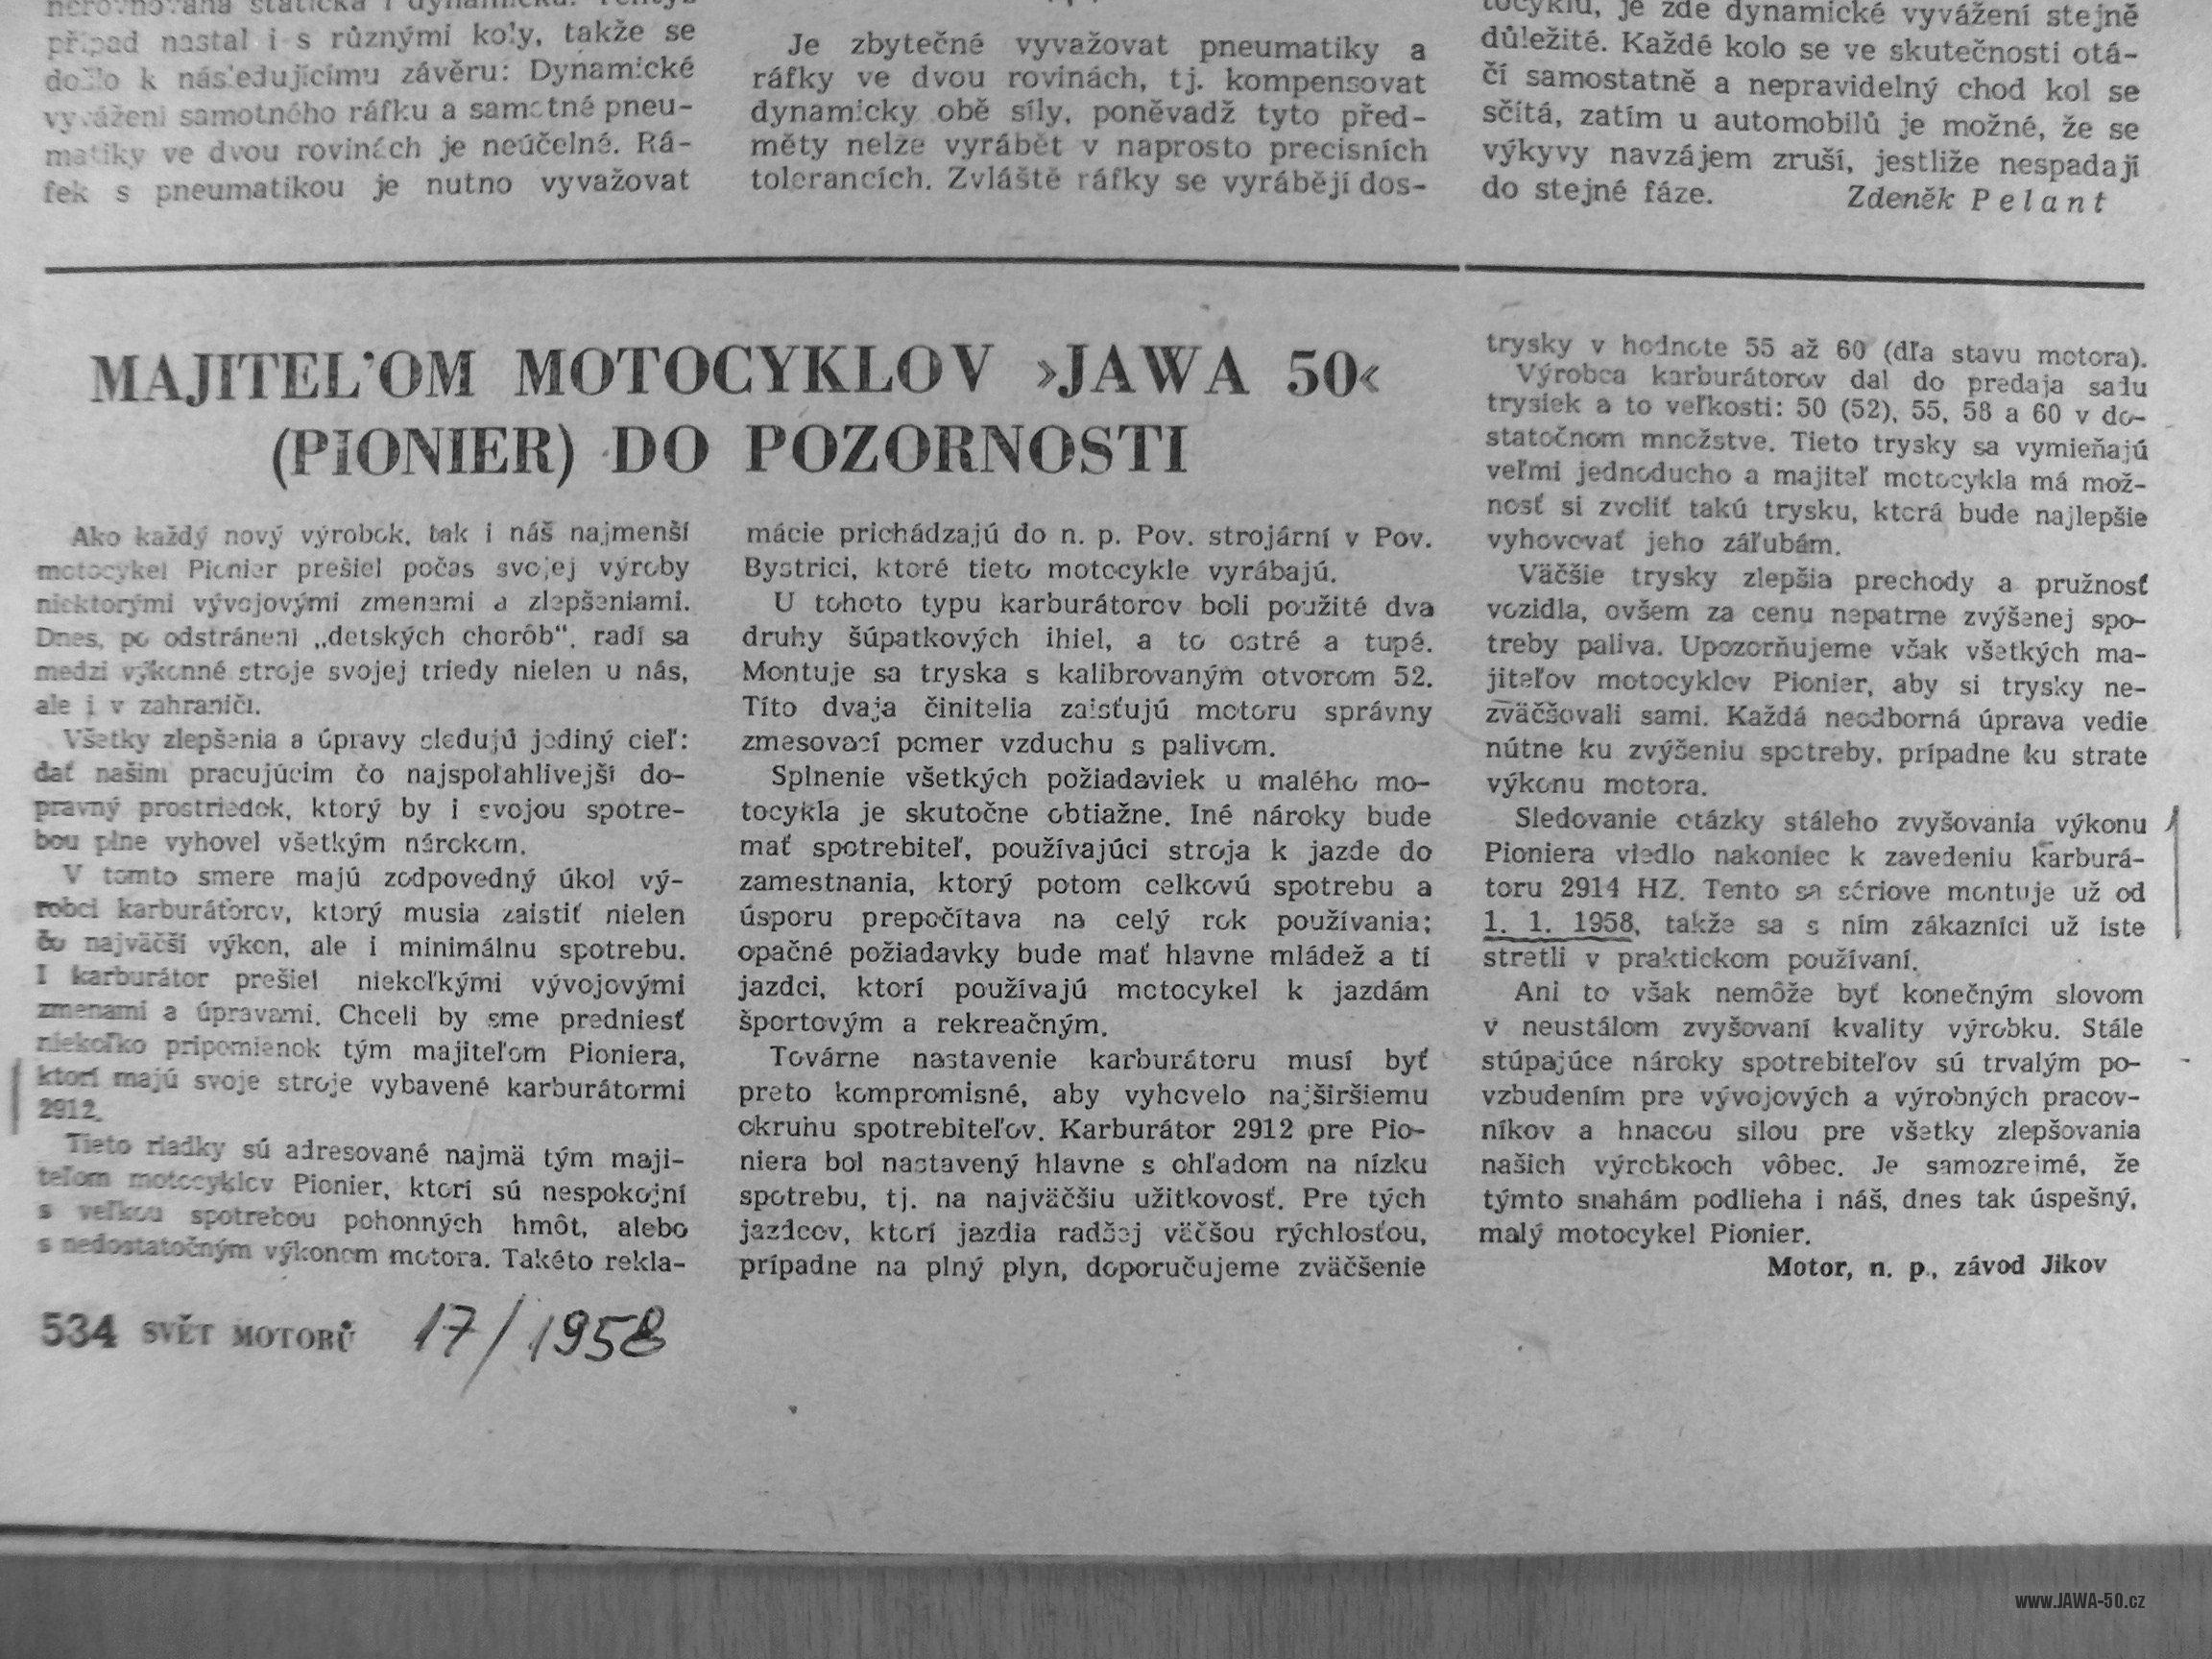 případ nastal i s různými koly, takže se
došlo k následujícímu závěru: Dynamické
vyvážení samotného ráfku a samotné pneu-
matiky ve dvou rovinách je neúčelné. Rá-
fek s pneumatikou je nutno vyvažovat
Je zbytečné vyvažovat pneumatiky a
ráfky ve dvou rovinách, tj. kompensovat
dynamicky obě síly, poněvadž tyto před-
měty nelze vyrábět v naprosto precisních
tolerancích. Zvláště ráfky se vyrábějí dos-
tocyklu, je zde dynamické vyvážení stejně
důležité. Každé kolo se ve skutečnosti otá-
čí samostatně a nepravidelný chod kol se
sčítá, zatím u automobilů je možné, že se
výkyvy navzájem zruší, jestliže nespadají
do stejné fáze. Zdeněk Pelant
MAJITEĽOM MOTOCYKLOV »JAWA 50«
(PIONIER) DO POZORNOSTI
Ako každý nový výrobok, tak i náš najmenší
motocykel Pionier prešiel počas svojej výroby
niektorými vývojovými zmenami a zlepšeniami.
Dnes, po odstránení „detských chorôb“, radí sa
medzi výkonné stroje svojej triedy nielen u nás,
ale i v zahraničí.
Všetky zlepšenia a úpravy sledujú jediný cieľ:
dať našim pracujúcim čo najspoľahlivejší do-
pravný prostriedok, ktorý by i svojou spotre-
bou plne vyhovel všetkým nárokom.
V tomto smere majú zodpovedný úkol vý-
robci karburátorov, ktorý musia zaistiť nielen
čo najväčší výkon, ale i minimálnu spotrebu.
I karburátor prešiel niekoľkými vývojovými
zmenami a úpravami. Chceli by sme predniesť
niekoľko pripomienok tým majiteľom Pioniera,
ktorí majú svoje stroje vybavené karburátormi
2912.
Tieto riadky sú adresované najmä tým maji-
teľom motocyklov Pionier, ktorí sú nespokojní
s veľkou spotrebou pohonných hmôt, alebo
s nedostatočným výkonom motora. Takéto rekla-
mácie prichádzajú do n. p. Pov. strojární v Pov.
Bystrici, ktoré tieto motocykle vyrábajú.
U tohoto typu karburátorov boli použité dva
druhy šúpatkových ihiel, a to ostré a tupé.
Montuje sa tryska s kalibrovaným otvorom 52.
Títo dvaja činitelia zaisťujú motoru správny
zmesovací pomer vzduchu s palivom.
Splnenie všetkých požiadaviek u malého mo-
tocykla je skutočne obtiažne. Iné nároky bude
mať spotrebiteľ, používajúci stroja k jazde do
zamestnania, ktorý potom celkovú spotrebu a
úsporu prepočítava na celý rok používania;
opačné požiadavky bude mať hlavne mládež a tí
jazdci, ktorí používajú motocykel k jazdám
športovým a rekreačným.
Továrne nastavenie karburátoru musí byť
preto kompromisné, aby vyhovelo najširšiemu
okruhu spotrebiteľov. Karburátor 2912 pre Pio-
niera bol nastavený hlavne s ohľadom na nízku
spotrebu, tj. na najväčšiu užitkovosť. Pre tých
jazdcov, ktorí jazdia radšej väčšou rýchlosťou,
prípadne na plný plyn, doporučujeme zväčšenie
trysky v hodnote 55 až 60 (dľa stavu motora).
Výrobca karburátorov dal do predaja sadu
trysiek a to veľkosti: 50 (52), 55, 58 a 60 v do-
statočnom množstve. Tieto trysky sa vymieňajú
veľmi jednoducho a majiteľ motocykla má mož-
nosť si zvoliť takú trysku, ktorá bude najlepšie
vyhovovať jeho záľubám.
Väčšie trysky zlepšia prechody a pružnosť
vozidla, ovšem za cenu nepatrne zvýšenej spo-
treby paliva. Upozorňujeme však všetkých ma-
jiteľov motocyklov Pionier, aby si trysky ne-
zväčšovali sami. Každá neodborná úprava vedie
nútne ku zvýčeniu spotreby, prípadne ku strate
výkonu motora.
Sledovanie otázky stáleho zvyšovania výkonu
Pioniera viedlo nakoniec k zavedeniu karburá-
toru 2914 HZ. Tento sa sériove montuje už od
1. 1. 1958, takže sa s ním zákazníci už iste
stretli v praktickom používaní.
Ani to však nemôže byť konečným slovom
v neustálom zvyšovaní kvality výrobku. Stále
stúpajúce nároky spotrebiteľov sú trvalým po-
vzbudením pre vývojových a výrobných pracov-
níkov a hnacou silou pre všetky zlepšovania
našich výrobkoch vôbec. Je samozrejmé, že
týmto snahám podlieha i náš, dnes tak úspešný,
malý motocykel Pionier.
Motor, n. p., závod Jikov
534 SVĚT MOTORŮ 17/1958
www.JAWA-50.cz